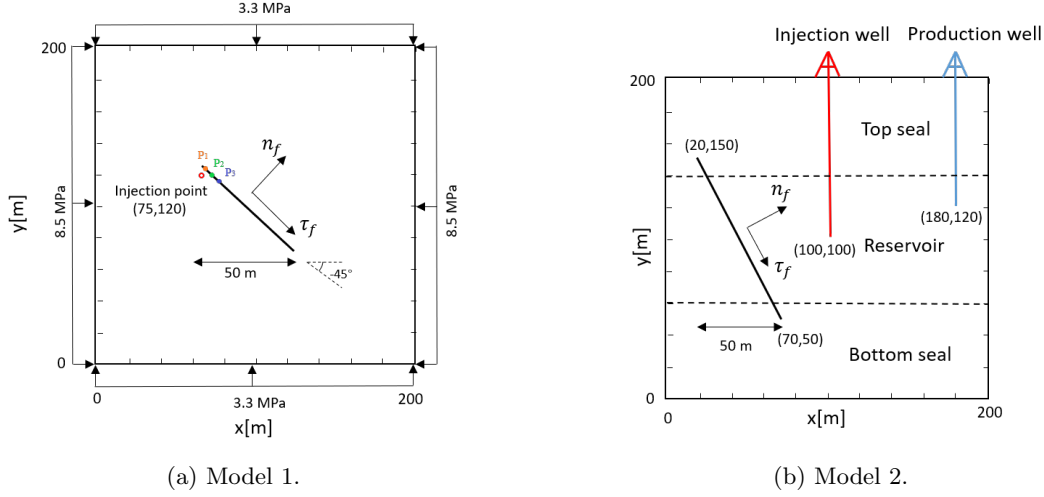 3.3 MPa
200
n_f
p₁
p₂
p₃
Injection point
(75,120)
τ_f
50 m
-45°
y[m]
8.5 MPa
8.5 MPa
0
3.3 MPa
0
200
x[m]
(a) Model 1.
Injection well
Production well
200
Top seal
(20,150)
n_f
(180,120)
(100,100)
Reservoir
τ_f
y[m]
50 m
(70,50)
Bottom seal
0
0
x[m]
200
(b) Model 2.